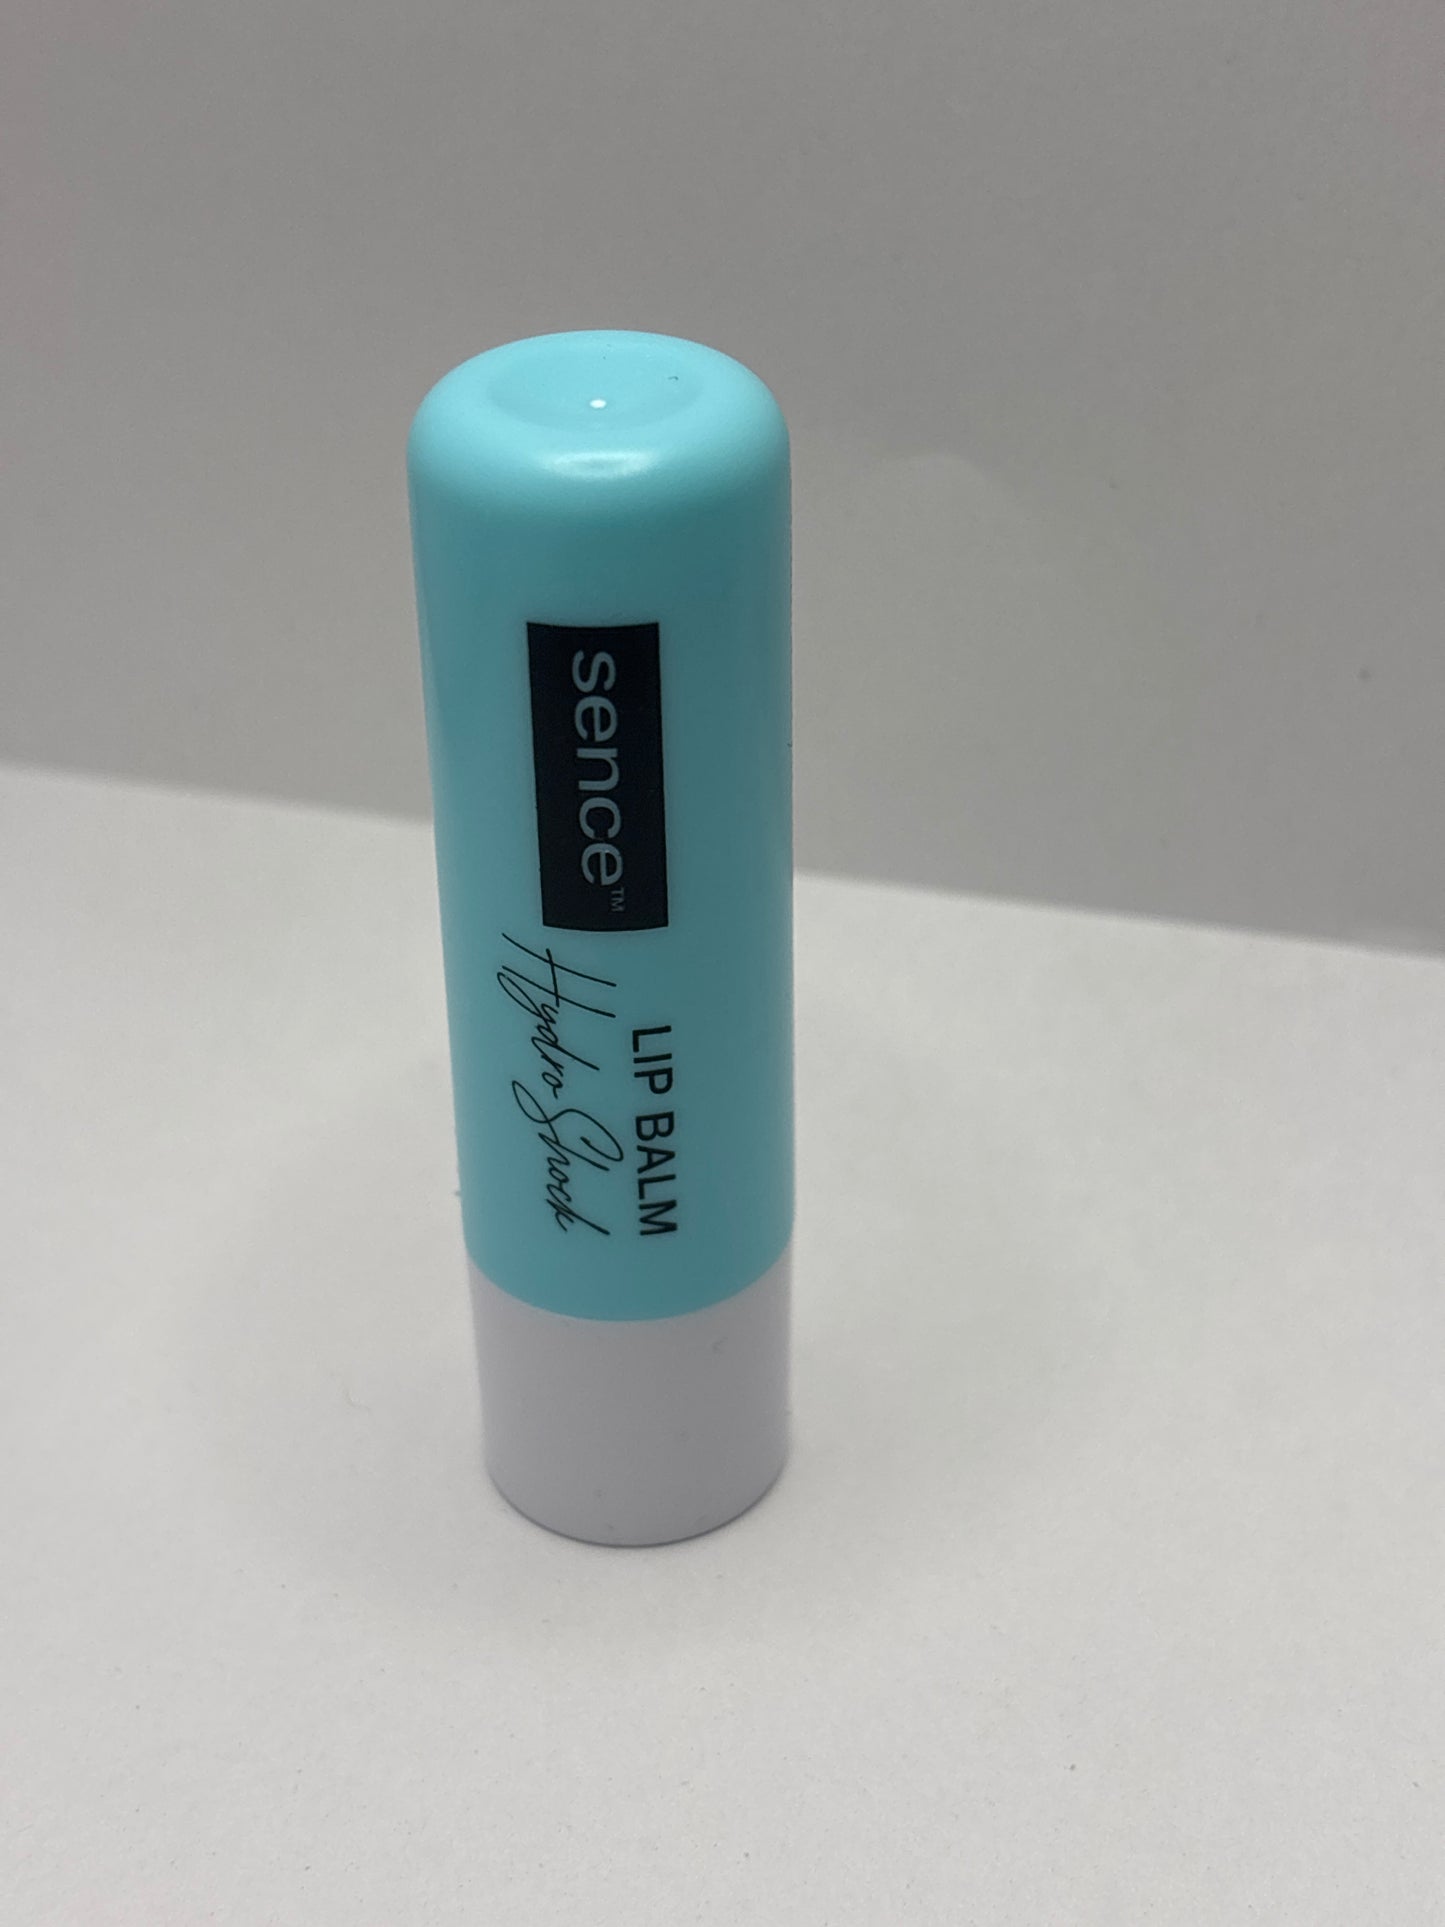 sence™
LIP BALM
Hydro Shock